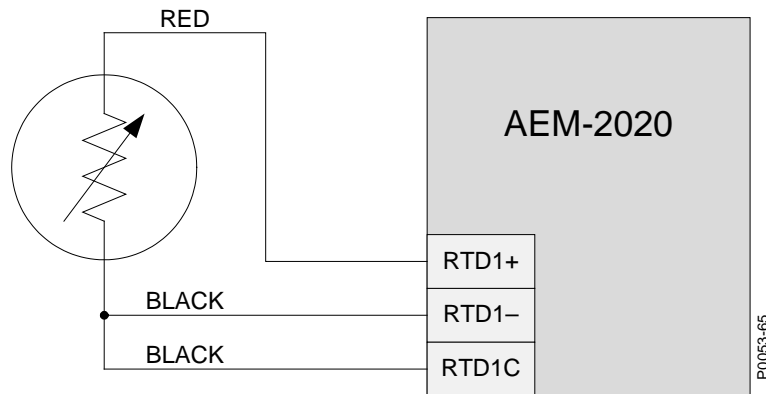 RED
AEM-2020
RTD1+
BLACK
RTD1–
BLACK
RTD1C
P0053-65